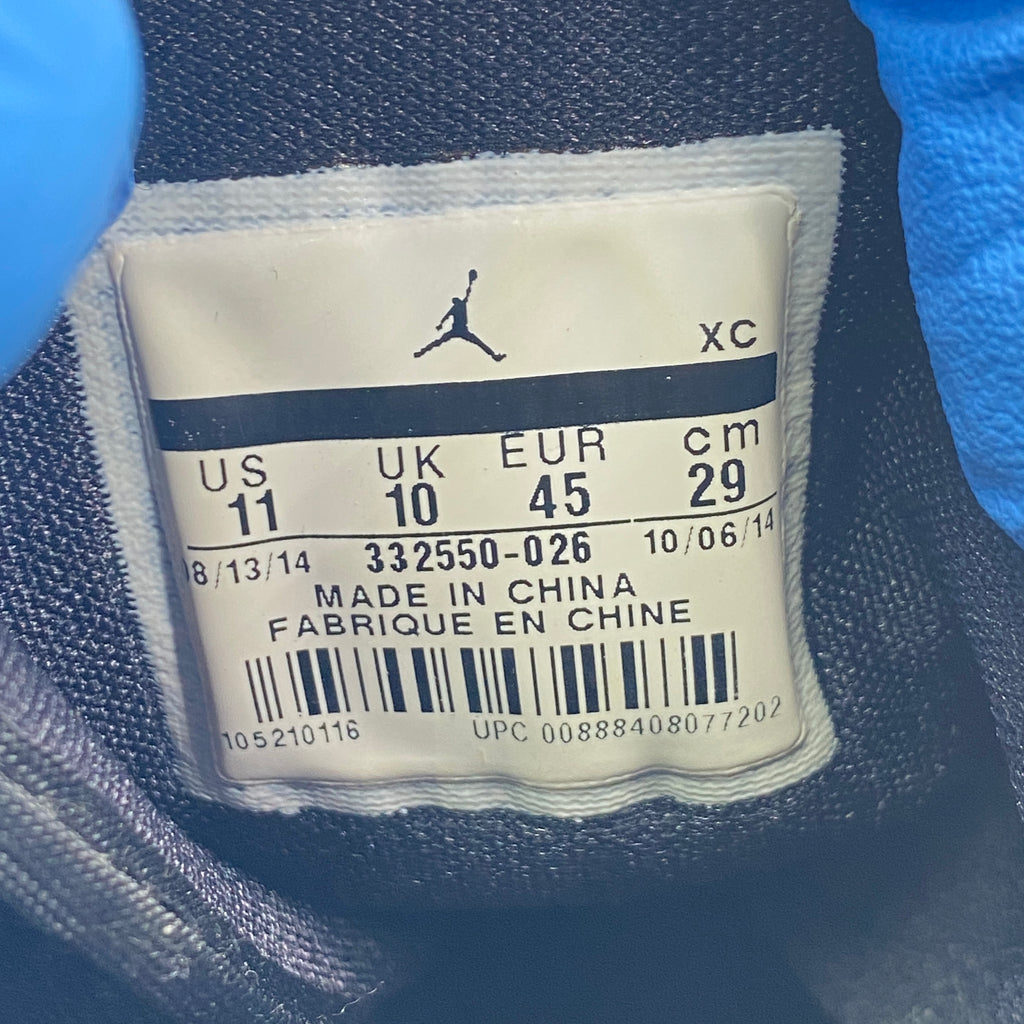 XC
US UK EUR cm
11 10 45 29
8/13/14 332550-026 10/06/14
MADE IN CHINA
FABRIQUE EN CHINE
105210116 UPC 00888408077202